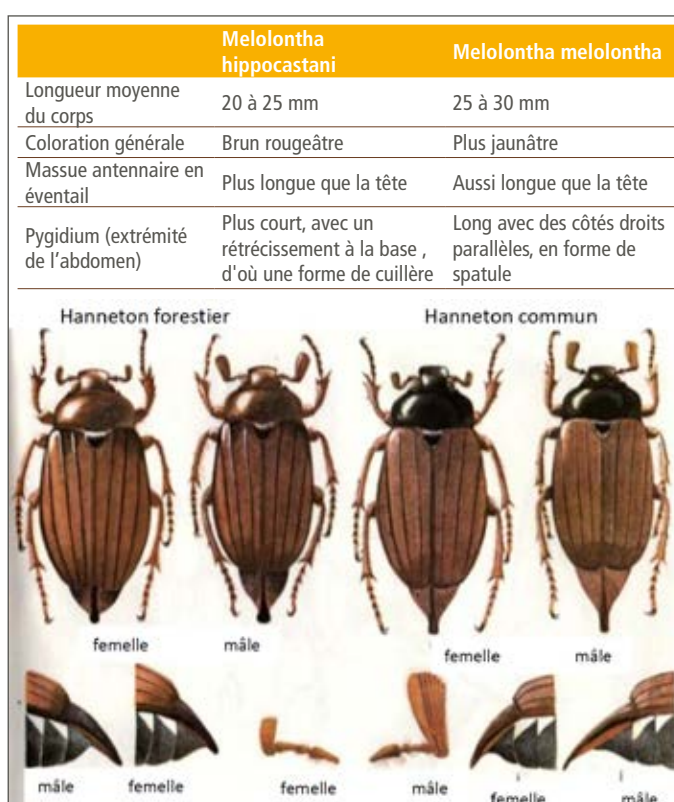 Melolontha
hippocastani
Melolontha melolontha
Longueur moyenne
du corps
20 à 25 mm
25 à 30 mm
Coloration générale
Brun rougeâtre
Plus jaunâtre
Massue antennaire en
éventail
Plus longue que la tête
Aussi longue que la tête
Pygidium (extrémité
de l'abdomen)
Plus court, avec un
rétrécissement à la base ,
d'où une forme de cuillère
Long avec des côtés droits
parallèles, en forme de
spatule
Hanneton forestier
Hanneton commun
femelle
mâle
femelle
mâle
mâle
femelle
femelle
mâle
femelle
mâle